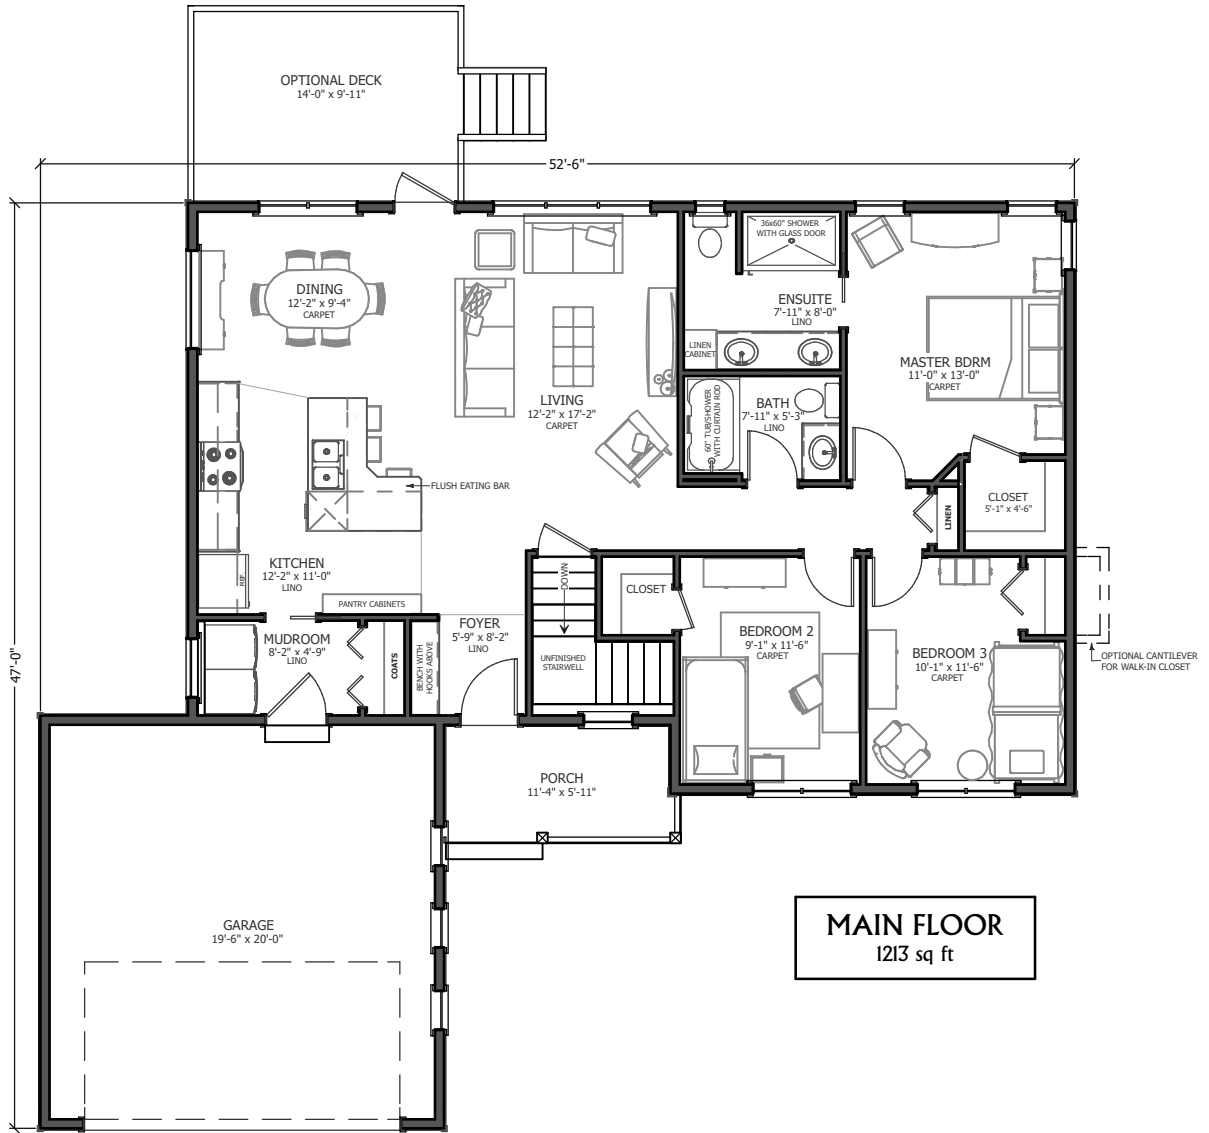 OPTIONAL DECK
14'-0" x 9'-11"
52'-6"
47'-0"
36x60" SHOWER
WITH GLASS DOOR
DINING
12'-2" x 9'-4"
CARPET
ENSUITE
7'-11" x 8'-0"
LINO
LINEN
CABINET
MASTER BDRM
11'-0" x 13'-0"
CARPET
LIVING
12'-2" x 17'-2"
CARPET
60" TUB/SHOWER
WITH CURTAIN ROD
BATH
7'-11" x 5'-3"
LINO
FLUSH EATING BAR
CLOSET
5'-1" x 4'-6"
LINEN
KITCHEN
12'-2" x 11'-0"
LINO
REF.
PANTRY CABINETS
DOWN
CLOSET
MUDROOM
8'-2" x 4'-9"
LINO
COATS
BENCH WITH
HOOKS ABOVE
FOYER
5'-9" x 8'-2"
LINO
UNFINISHED
STAIRWELL
BEDROOM 2
9'-1" x 11'-6"
CARPET
BEDROOM 3
10'-1" x 11'-6"
CARPET
OPTIONAL CANTILEVER
FOR WALK-IN CLOSET
PORCH
11'-4" x 5'-11"
GARAGE
19'-6" x 20'-0"
MAIN FLOOR
1213 sq ft